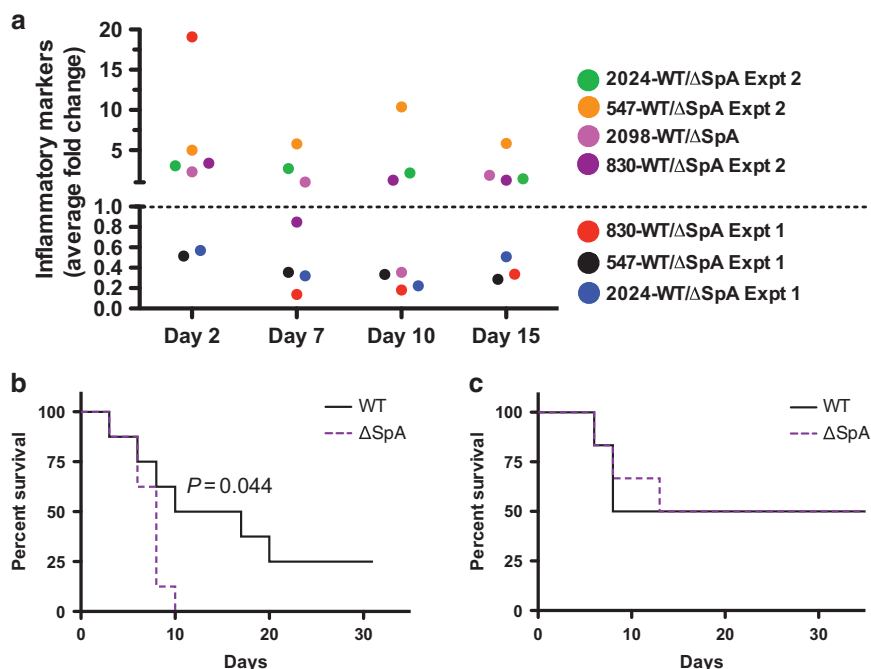 a
Inflammatory markers
(average fold change)
20
15
10
5
1.0
0.8
0.6
0.4
0.2
0.0
Day 2 Day 7 Day 10 Day 15
2024-WT/ΔSpA Expt 2
547-WT/ΔSpA Expt 2
2098-WT/ΔSpA
830-WT/ΔSpA Expt 2
830-WT/ΔSpA Expt 1
547-WT/ΔSpA Expt 1
2024-WT/ΔSpA Expt 1
b
Percent survival
100
75
50
25
0
0 10 20 30
Days
WT
ΔSpA
P = 0.044
c
Percent survival
100
75
50
25
0
0 10 20 30
Days
WT
ΔSpA